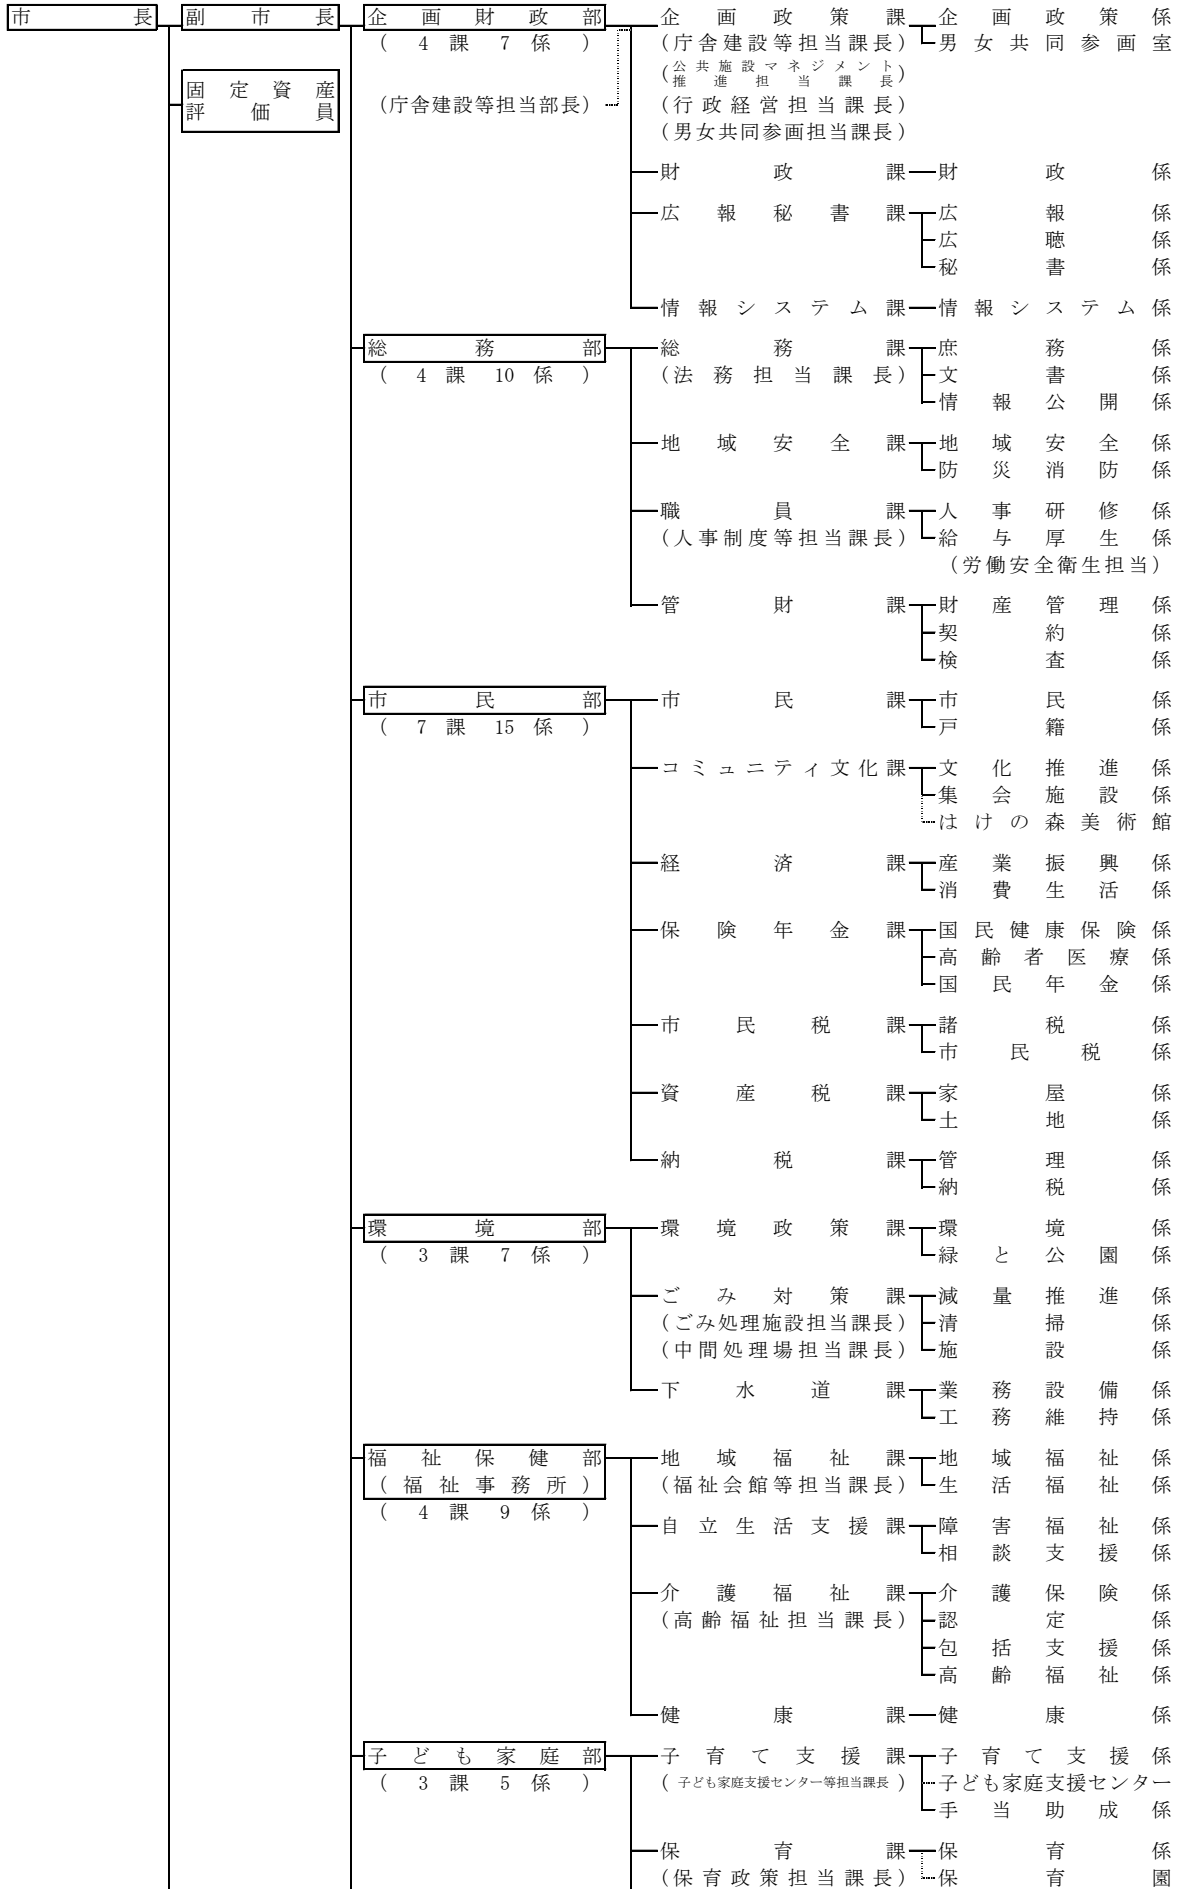 市長 副市長 企画財政部 企画政策課 企画政策係
(4課7係) (庁舎建設等担当課長) 男女共同参画室
(公共施設マネジメント推進担当課長)
固定資産評価員 (庁舎建設等担当部長) (行政経営担当課長)
(男女共同参画担当課長)
財政課 財政係
広報秘書課 広報係
広聴係
秘書係
情報システム課 情報システム係
総務部 総務課 庶務係
(4課10係) (法務担当課長) 文書係
情報公開係
地域安全課 地域安全係
防災消防係
職員課 人事研修係
(人事制度等担当課長) 給与厚生係
(労働安全衛生担当)
管財課 財産管理係
契約係
検査係
市民部 市民課 市民係
(7課15係) 戸籍係
コミュニティ文化課 文化推進係
集会施設係
はけの森美術館
経済課 産業振興係
消費生活係
保険年金課 国民健康保険係
高齢者医療係
国民年金係
市民税課 諸税係
市民税係
資産税課 家屋係
土地係
納税課 管理係
納税係
環境部 環境政策課 環境係
(3課7係) 緑と公園係
ごみ対策課 減量推進係
(ごみ処理施設担当課長) 清掃係
(中間処理場担当課長) 施設係
下水道課 業務設備係
工務維持係
福祉保健部 地域福祉課 地域福祉係
(福祉事務所) (福祉会館等担当課長) 生活福祉係
(4課9係) 自立生活支援課 障害福祉係
相談支援係
介護福祉課 介護保険係
(高齢福祉担当課長) 認定係
包括支援係
高齢福祉係
健康課 健康係
子ども家庭部 子育て支援課 子育て支援係
(3課5係) (子ども家庭支援センター等担当課長) 子ども家庭支援センター
手当助成係
保育課 保育係
(保育政策担当課長) 保育園